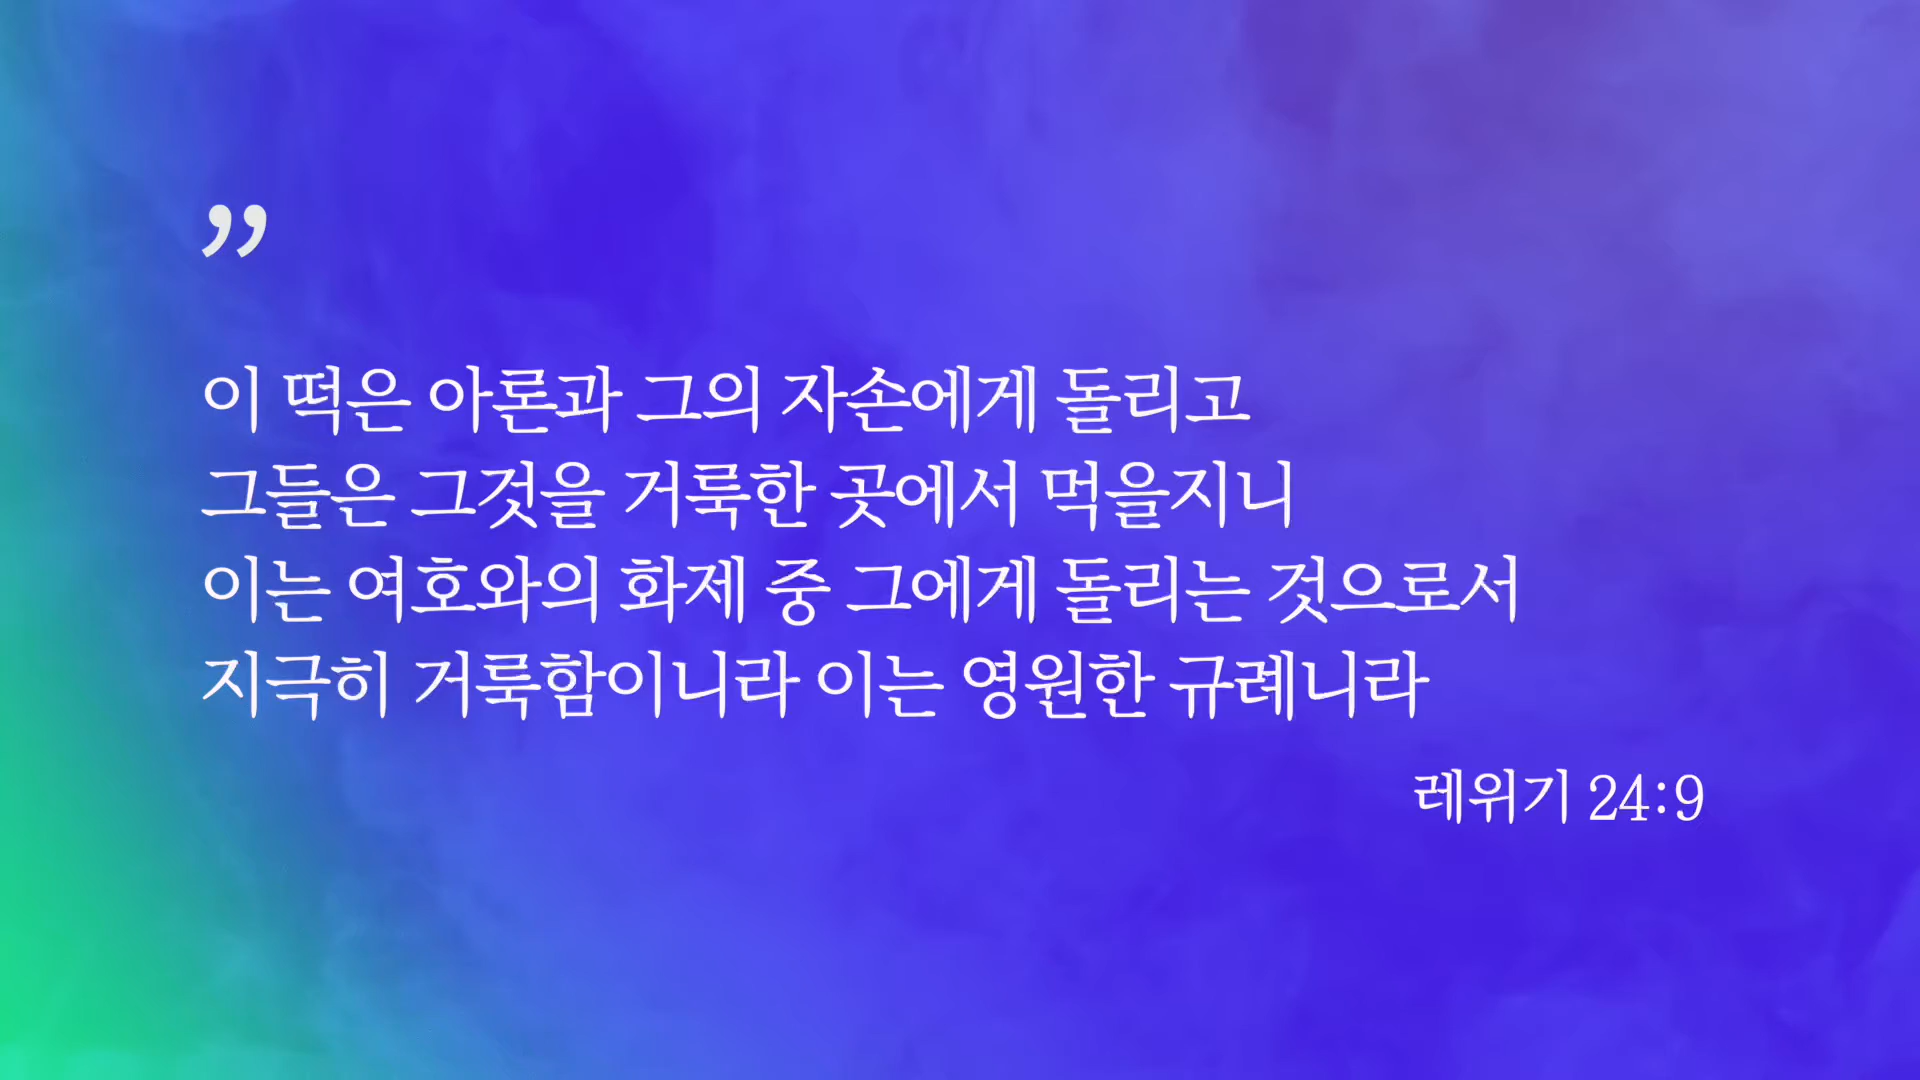 ”
이 떡은 아론과 그의 자손에게 돌리고
그들은 그것을 거룩한 곳에서 먹을지니
이는 여호와의 화제 중 그에게 돌리는 것으로서
지극히 거룩함이니라 이는 영원한 규례니라
레위기 24:9